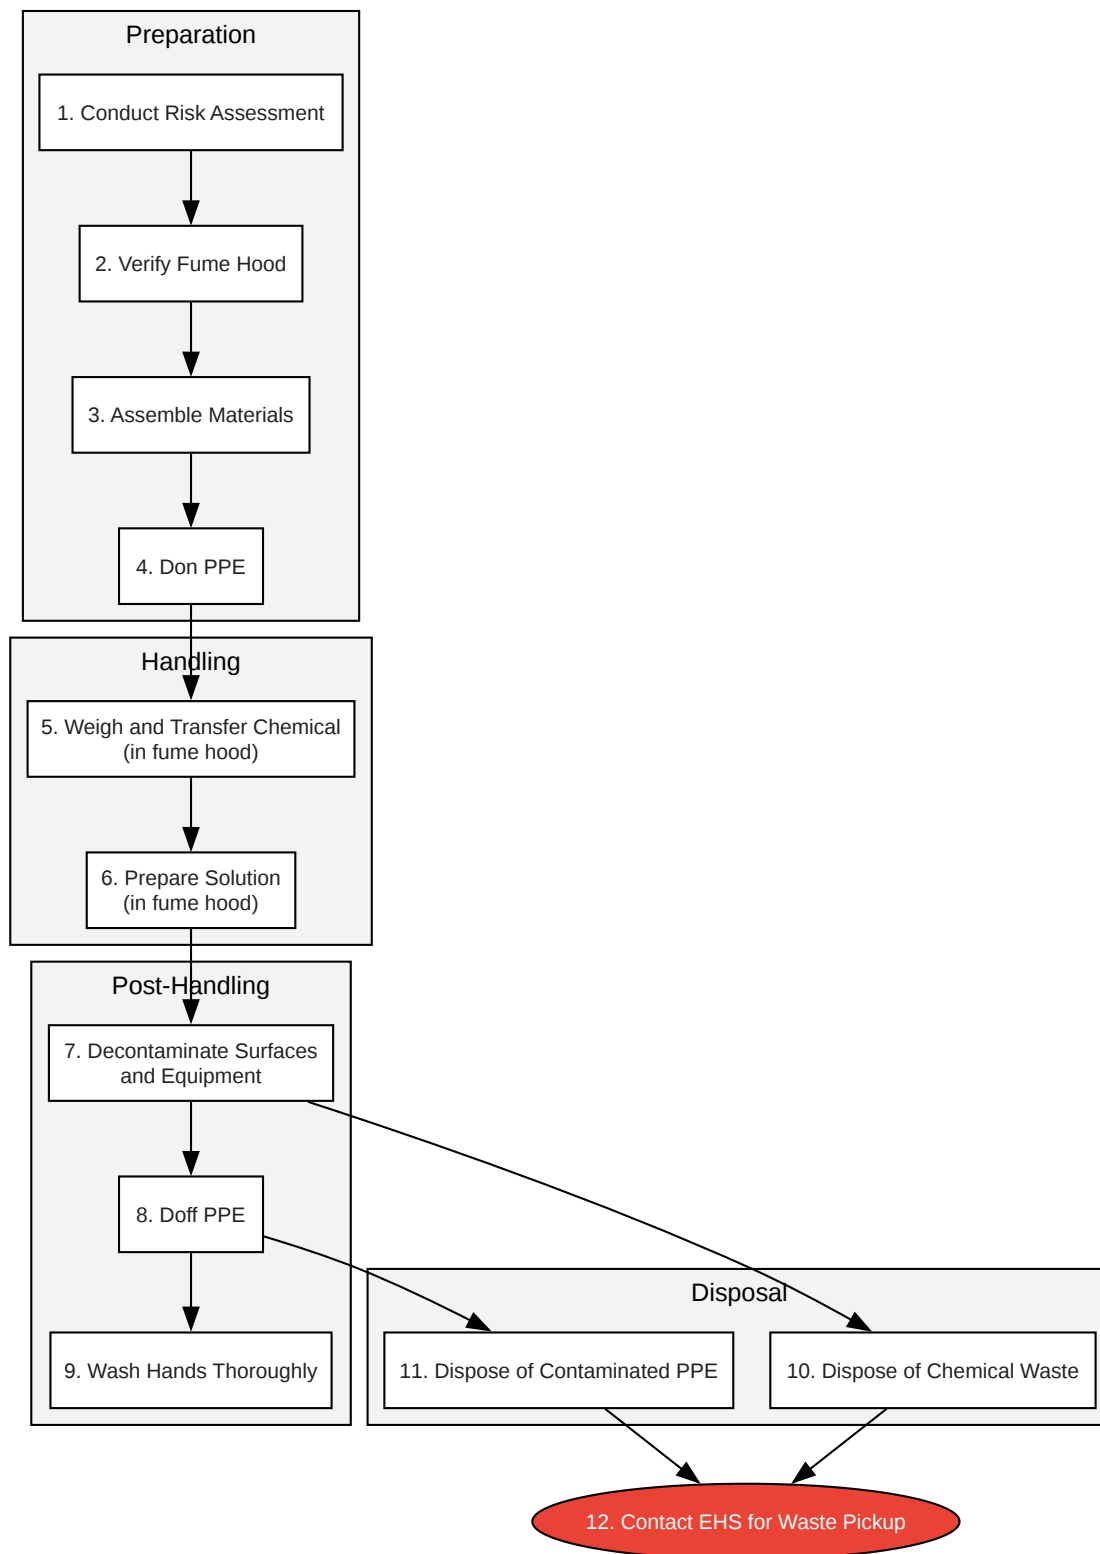 Preparation
1. Conduct Risk Assessment
2. Verify Fume Hood
3. Assemble Materials
4. Don PPE
Handling
5. Weigh and Transfer Chemical
(in fume hood)
6. Prepare Solution
(in fume hood)
Post-Handling
7. Decontaminate Surfaces
and Equipment
8. Doff PPE
9. Wash Hands Thoroughly
Disposal
11. Dispose of Contaminated PPE
10. Dispose of Chemical Waste
12. Contact EHS for Waste Pickup